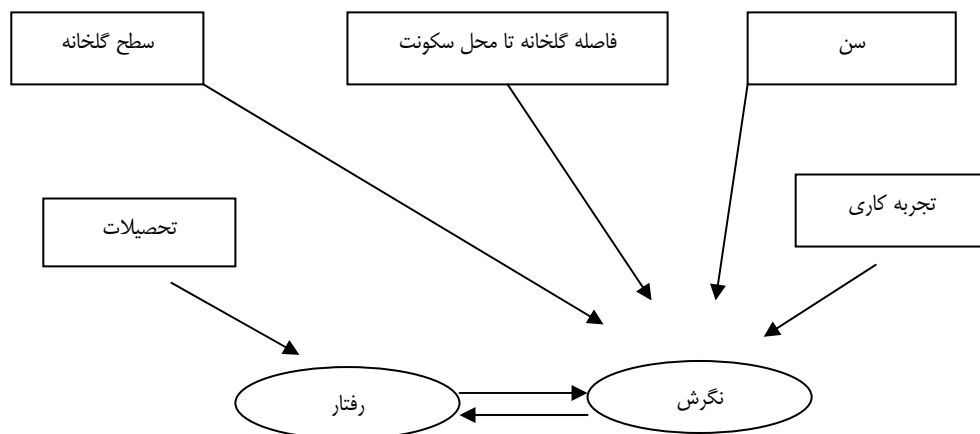 سن
فاصله گلخانه تا محل سکونت
سطح گلخانه
تجربه کاری
تحصیلات
نگرش
رفتار